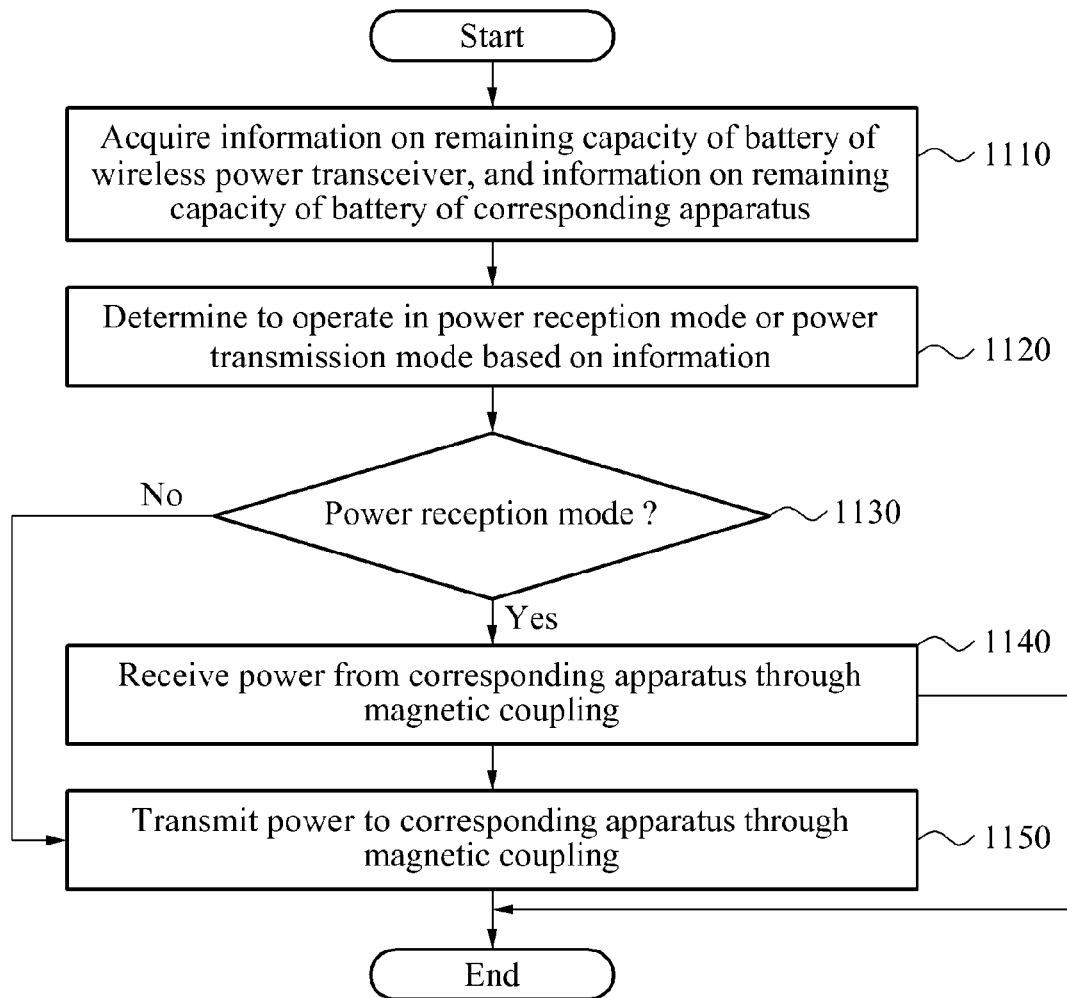 Start
Acquire information on remaining capacity of battery of
wireless power transceiver, and information on remaining
capacity of battery of corresponding apparatus
1110
Determine to operate in power reception mode or power
transmission mode based on information
1120
No
Power reception mode ?
1130
Yes
1140
Receive power from corresponding apparatus through
magnetic coupling
Transmit power to corresponding apparatus through
magnetic coupling
1150
End